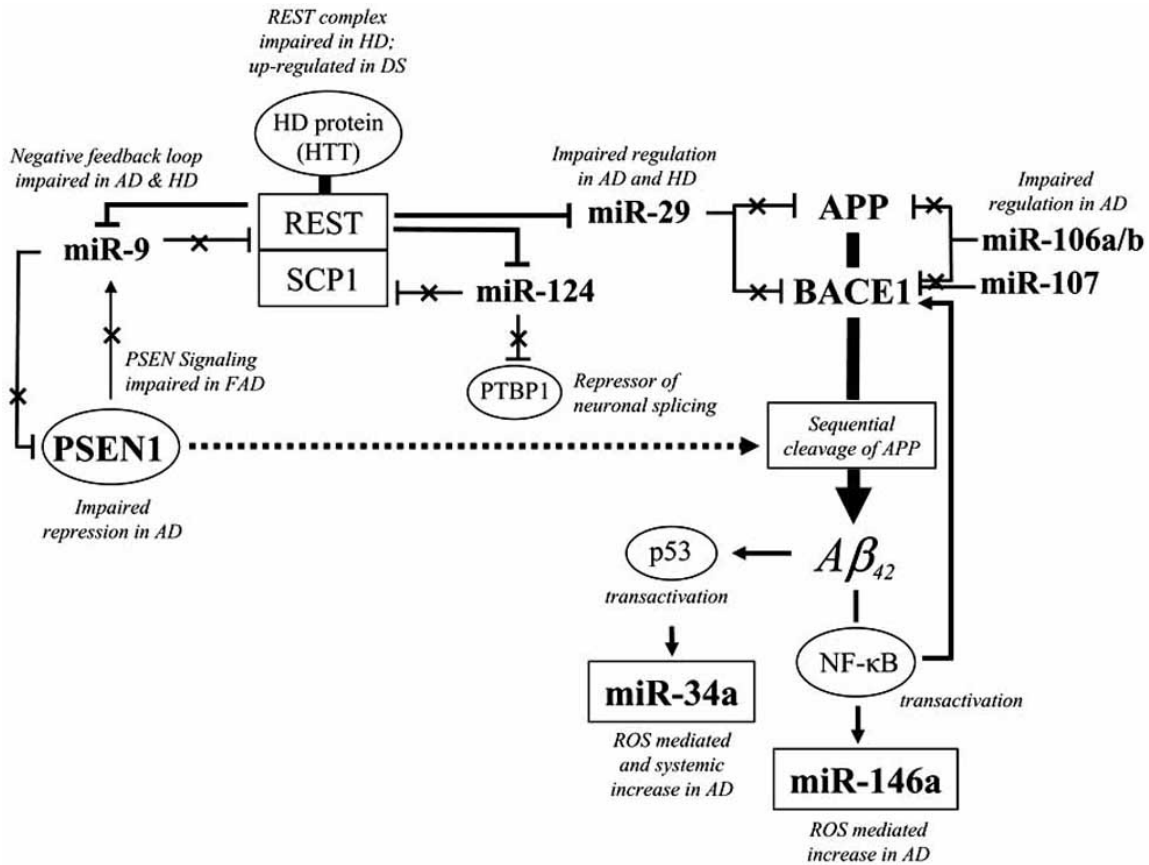 REST complex
impaired in HD;
up-regulated in DS
HD protein
(HTT)
Negative feedback loop
impaired in AD & HD
Impaired regulation
in AD and HD
Impaired
regulation in AD
REST
miR-29
APP
miR-9
miR-106a/b
SCP1
miR-124
BACE1
miR-107
PSEN Signaling
impaired in FAD
PTBP1
Repressor of
neuronal splicing
PSEN1
Sequential
cleavage of APP
Impaired
repression in AD
p53
Aβ42
transactivation
NF-κB
miR-34a
transactivation
ROS mediated
and systemic
increase in AD
miR-146a
ROS mediated
increase in AD